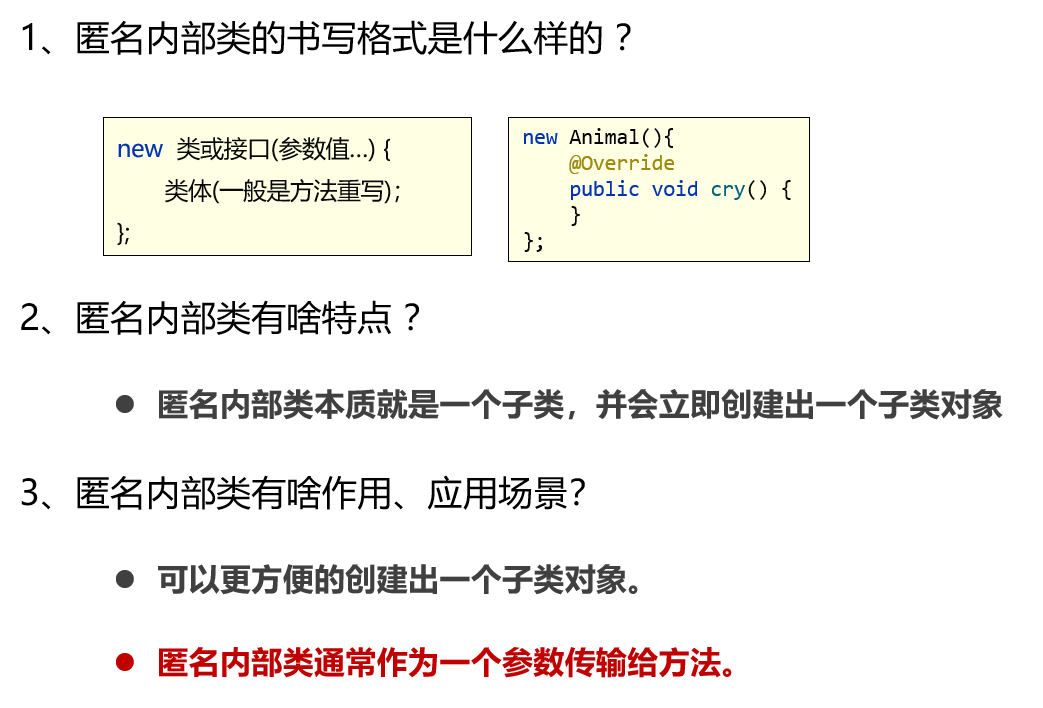 1、匿名内部类的书写格式是什么样的？
new 类或接口(参数值…) {
类体(一般是方法重写);
};
new Animal(){
@Override
public void cry() {
}
};
2、匿名内部类有啥特点？
● 匿名内部类本质就是一个子类，并会立即创建出一个子类对象
3、匿名内部类有啥作用、应用场景?
● 可以更方便的创建出一个子类对象。
● 匿名内部类通常作为一个参数传输给方法。